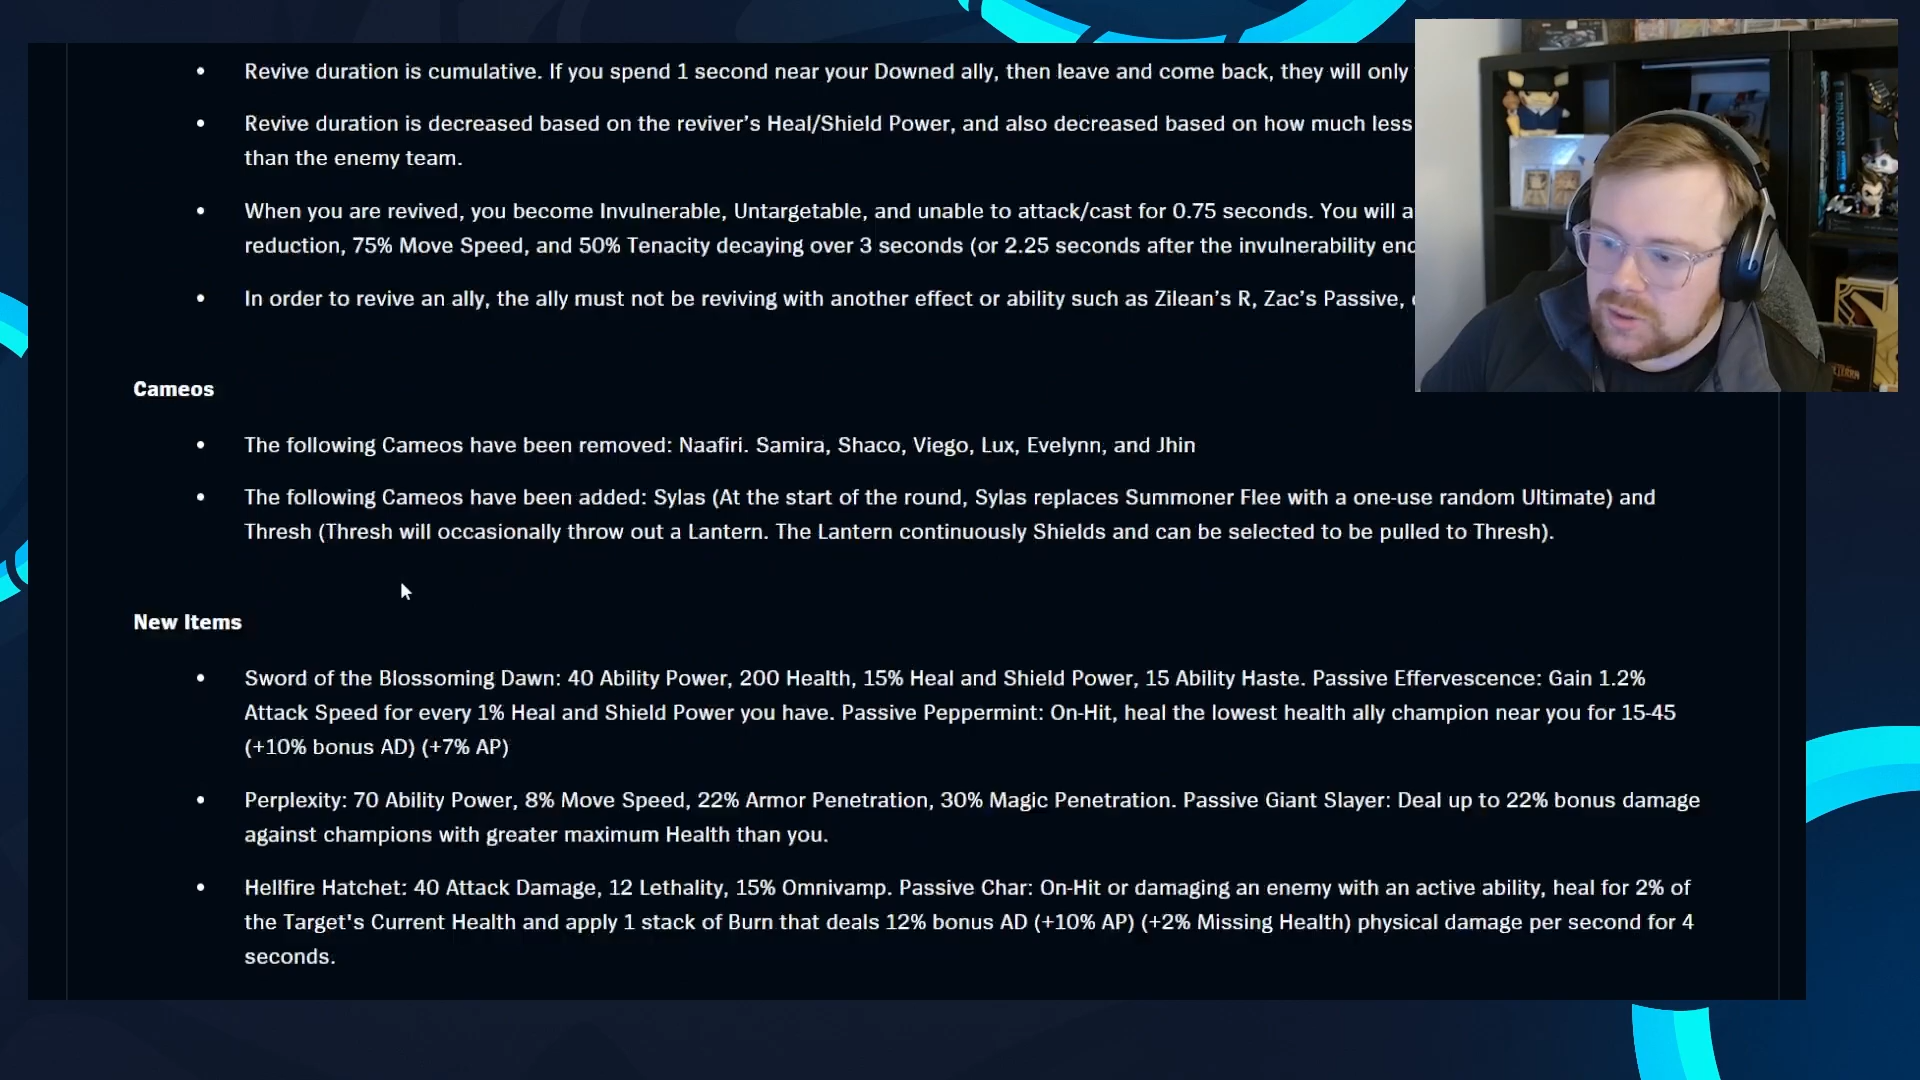 Revive duration is cumulative. If you spend 1 second near your Downed ally, then leave and come back, they will only
Revive duration is decreased based on the reviver's Heal/Shield Power, and also decreased based on how much less
than the enemy team.
When you are revived, you become Invulnerable, Untargetable, and unable to attack/cast for 0.75 seconds. You will
reduction, 75% Move Speed, and 50% Tenacity decaying over 3 seconds (or 2.25 seconds after the invulnerability
In order to revive an ally, the ally must not be reviving with another effect or ability such as Zilean's R, Zac's Passive,
Cameos
The following Cameos have been removed: Naafiri. Samira, Shaco, Viego, Lux, Evelynn, and Jhin
The following Cameos have been added: Sylas (At the start of the round, Sylas replaces Summoner Flee with a one-use random Ultimate) and
Thresh (Thresh will occasionally throw out a Lantern. The Lantern continuously Shields and can be selected to be pulled to Thresh).
New Items
Sword of the Blossoming Dawn: 40 Ability Power, 200 Health, 15% Heal and Shield Power, 15 Ability Haste. Passive Effervescence: Gain 1.2%
Attack Speed for every 1% Heal and Shield Power you have. Passive Peppermint: On-Hit, heal the lowest health ally champion near you for 15-45
(+10% bonus AD) (+7% AP)
Perplexity: 70 Ability Power, 8% Move Speed, 22% Armor Penetration, 30% Magic Penetration. Passive Giant Slayer: Deal up to 22% bonus damage
against champions with greater maximum Health than you.
Hellfire Hatchet: 40 Attack Damage, 12 Lethality, 15% Omnivamp. Passive Char: On-Hit or damaging an enemy with an active ability, heal for 2% of
the Target's Current Health and apply 1 stack of Burn that deals 12% bonus AD (+10% AP) (+2% Missing Health) physical damage per second for 4
seconds.